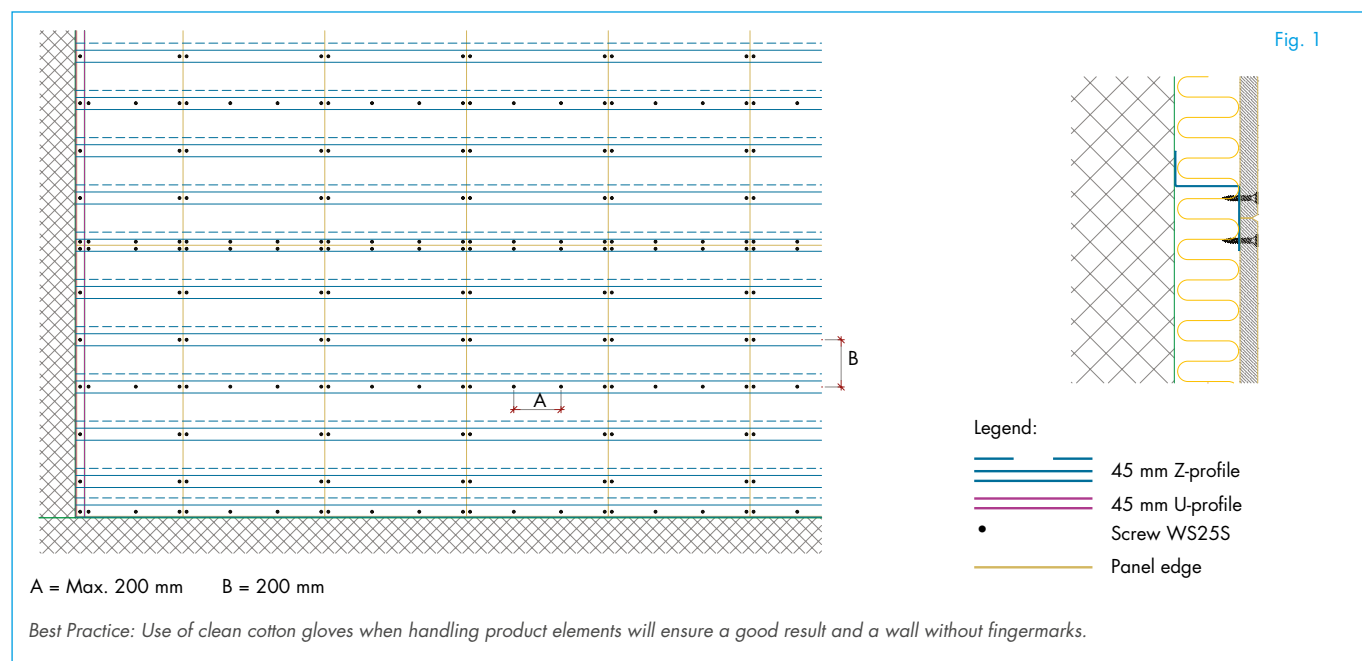 Fig. 1
B
A
Legend:
45 mm Z-profile
45 mm U-profile
Screw WS25S
Panel edge
A = Max. 200 mm B = 200 mm
Best Practice: Use of clean cotton gloves when handling product elements will ensure a good result and a wall without fingermarks.